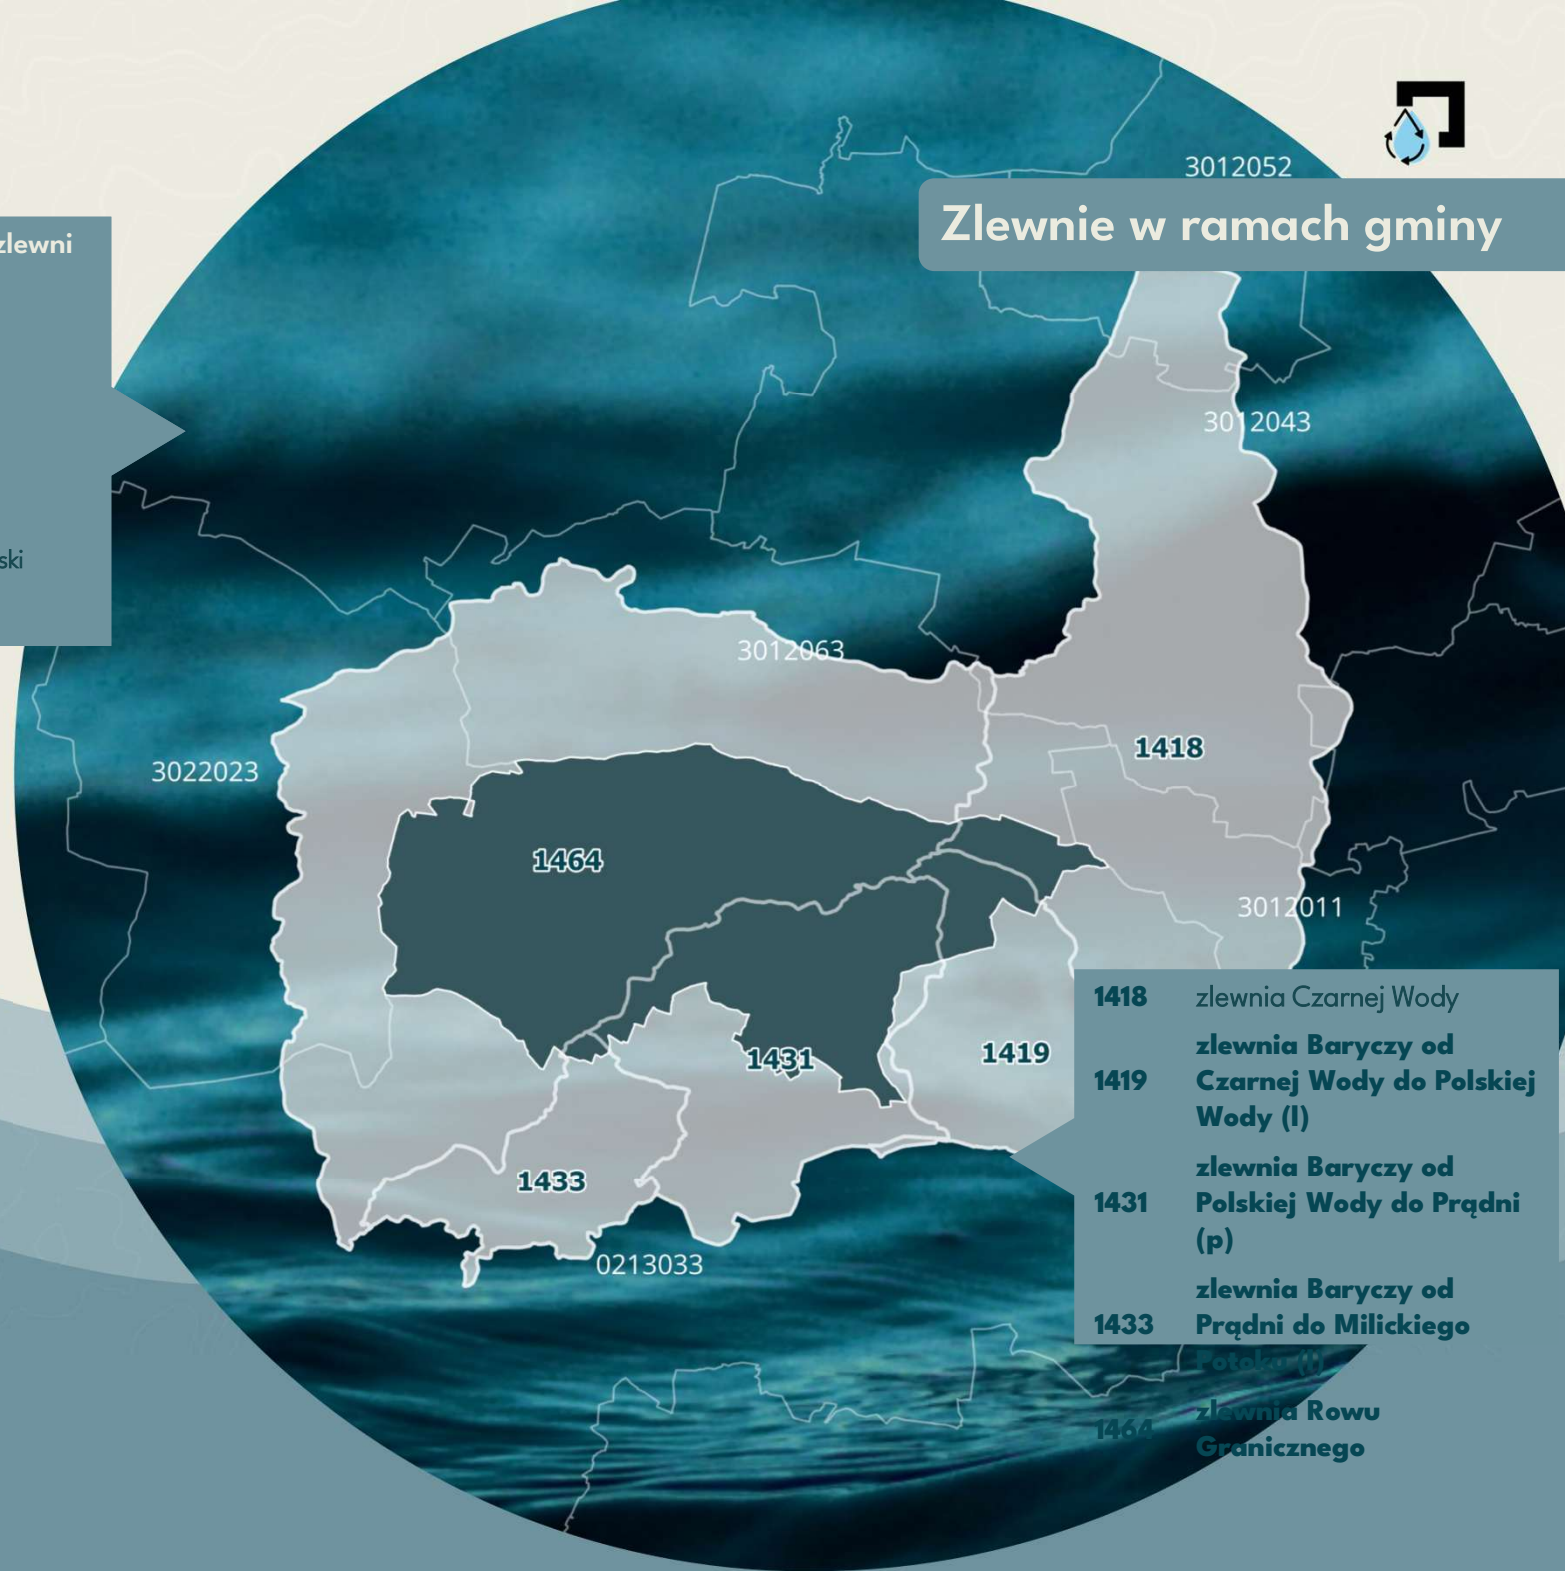 3012052
Zlewnie w ramach gminy
zlewni
3012043
ski
3012063
1418
3022023
1464
3012011
1431
1419
1433
0213033
1418 zlewnia Czarnej Wody
zlewnia Baryczy od
1419 Czarnej Wody do Polskiej
Wody (l)
zlewnia Baryczy od
1431 Polskiej Wody do Prądni
(p)
zlewnia Baryczy od
1433 Prądni do Milickiego
Potoku (l)
zlewnia Rowu
1464
Granicznego